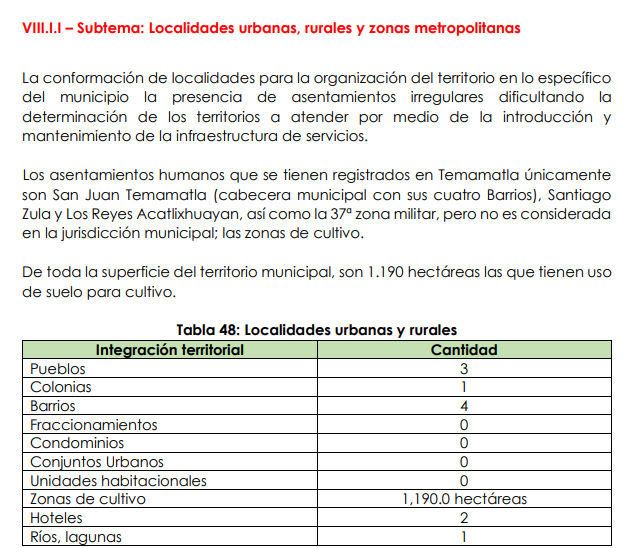 VIII.I.I – Subtema: Localidades urbanas, rurales y zonas metropolitanas
La conformación de localidades para la organización del territorio en lo específico
del municipio la presencia de asentamientos irregulares dificultando la
determinación de los territorios a atender por medio de la introducción y
mantenimiento de la infraestructura de servicios.
Los asentamientos humanos que se tienen registrados en Temamatla únicamente
son San Juan Temamatla (cabecera municipal con sus cuatro Barrios), Santiago
Zula y Los Reyes Acatlixhuayan, así como la 37ª zona militar, pero no es considerada
en la jurisdicción municipal; las zonas de cultivo.
De toda la superficie del territorio municipal, son 1.190 hectáreas las que tienen uso
de suelo para cultivo.
Tabla 48: Localidades urbanas y rurales
Integración territorial Cantidad
Pueblos 3
Colonias 1
Barrios 4
Fraccionamientos 0
Condominios 0
Conjuntos Urbanos 0
Unidades habitacionales 0
Zonas de cultivo 1,190.0 hectáreas
Hoteles 2
Ríos, lagunas 1